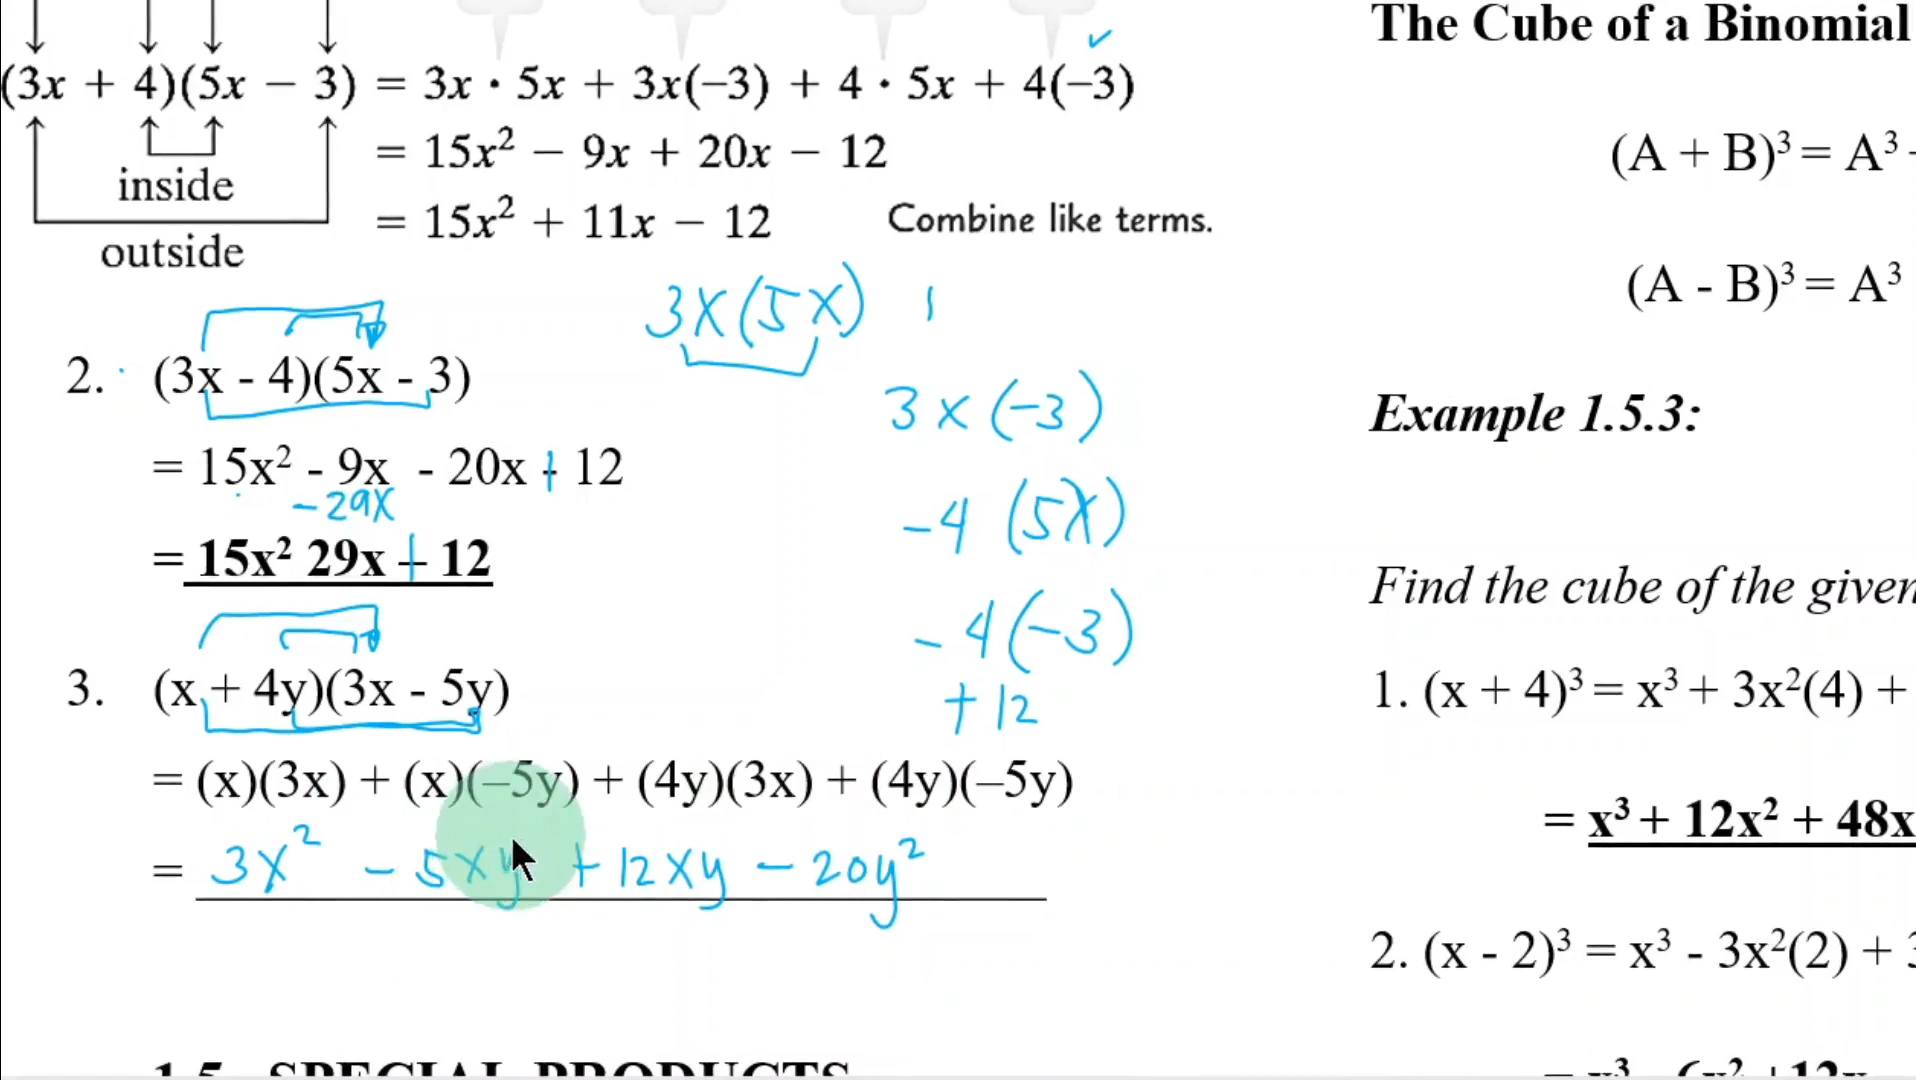 (3x + 4)(5x − 3) = 3x · 5x + 3x(−3) + 4 · 5x + 4(−3)
= 15x² − 9x + 20x − 12
inside
= 15x² + 11x − 12 Combine like terms.
outside
3x(5x)
2. (3x - 4)(5x - 3)
3x(-3)
= 15x² - 9x - 20x + 12
-29x
-4 (5x)
= 15x² 29x + 12
-4(-3)
+12
3. (x + 4y)(3x - 5y)
= (x)(3x) + (x)(–5y) + (4y)(3x) + (4y)(–5y)
= 3x² - 5xy + 12xy - 20y²
The Cube of a Binomial
(A + B)³ = A³
(A - B)³ = A³
Example 1.5.3:
Find the cube of the given
1. (x + 4)³ = x³ + 3x²(4) +
= x³ + 12x² + 48x
2. (x - 2)³ = x³ - 3x²(2) +
1.5 SPECIAL PRODUCTS